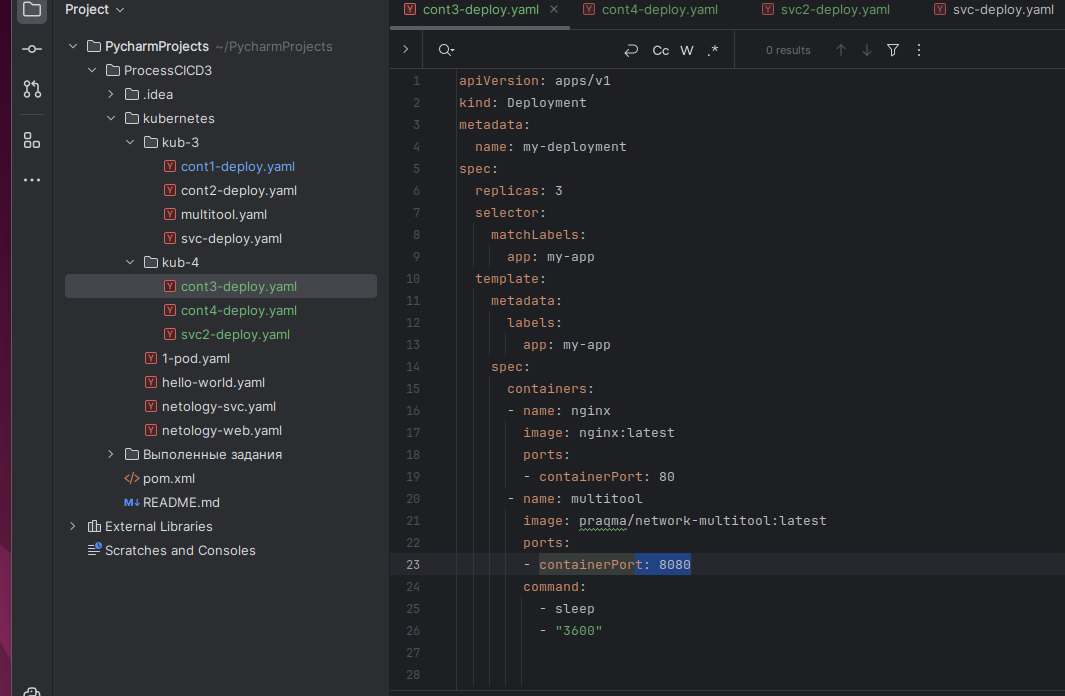 Project
PycharmProjects ~/PycharmProjects
ProcessCICD3
.idea
kubernetes
kub-3
cont1-deploy.yaml
cont2-deploy.yaml
multitool.yaml
svc-deploy.yaml
kub-4
cont3-deploy.yaml
cont4-deploy.yaml
svc2-deploy.yaml
1-pod.yaml
hello-world.yaml
netology-svc.yaml
netology-web.yaml
Выполенные задания
pom.xml
README.md
External Libraries
Scratches and Consoles
cont3-deploy.yaml cont4-deploy.yaml svc2-deploy.yaml svc-deploy.yaml
Cc W .* 0 results
1 apiVersion: apps/v1
2 kind: Deployment
3 metadata:
4 name: my-deployment
5 spec:
6 replicas: 3
7 selector:
8 matchLabels:
9 app: my-app
10 template:
11 metadata:
12 labels:
13 app: my-app
14 spec:
15 containers:
16 - name: nginx
17 image: nginx:latest
18 ports:
19 - containerPort: 80
20 - name: multitool
21 image: praqma/network-multitool:latest
22 ports:
23 - containerPort: 8080
24 command:
25 - sleep
26 - "3600"
27
28